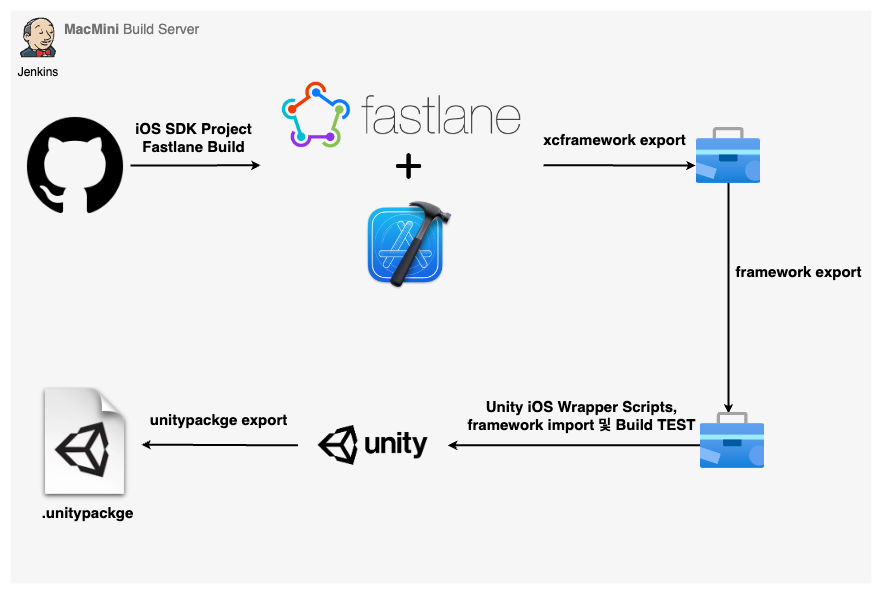 MacMini Build Server
Jenkins
iOS SDK Project
Fastlane Build
fastlane
xcframework export
framework export
Unity iOS Wrapper Scripts,
framework import 및 Build TEST
unity
unitypackge export
.unitypackge